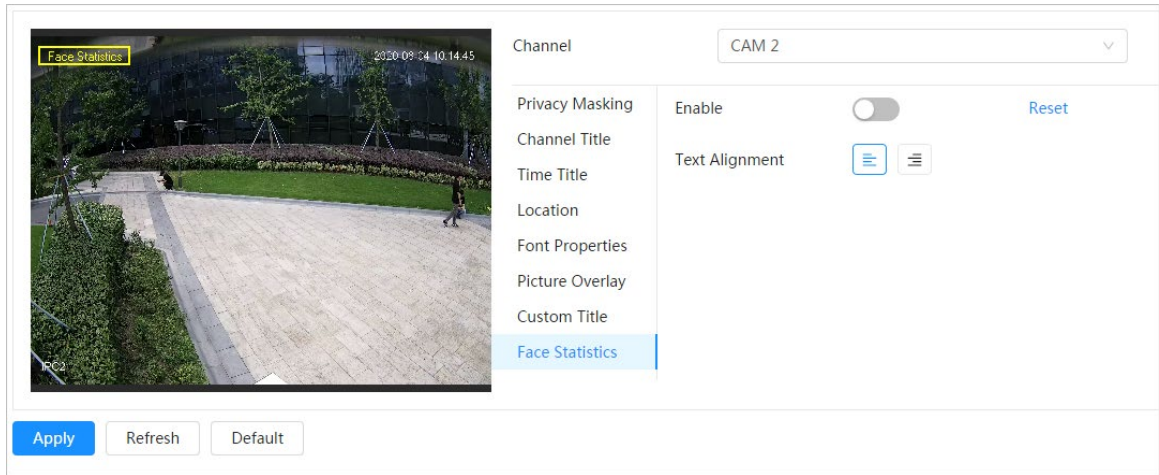 Face Statistics
2020-09-04 10:14:45
IPC2
Channel
CAM 2
Privacy Masking
Channel Title
Time Title
Location
Font Properties
Picture Overlay
Custom Title
Face Statistics
Enable
Reset
Text Alignment
Apply
Refresh
Default